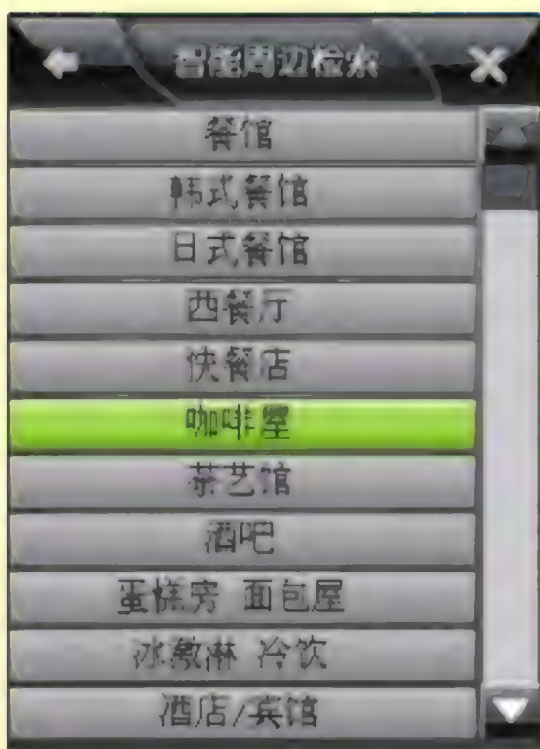 智能周边检索
餐馆
韩式餐馆
日式餐馆
西餐厅
快餐店
咖啡屋
茶艺馆
酒吧
蛋糕房 面包屋
冰激淋 冷饮
酒店/宾馆